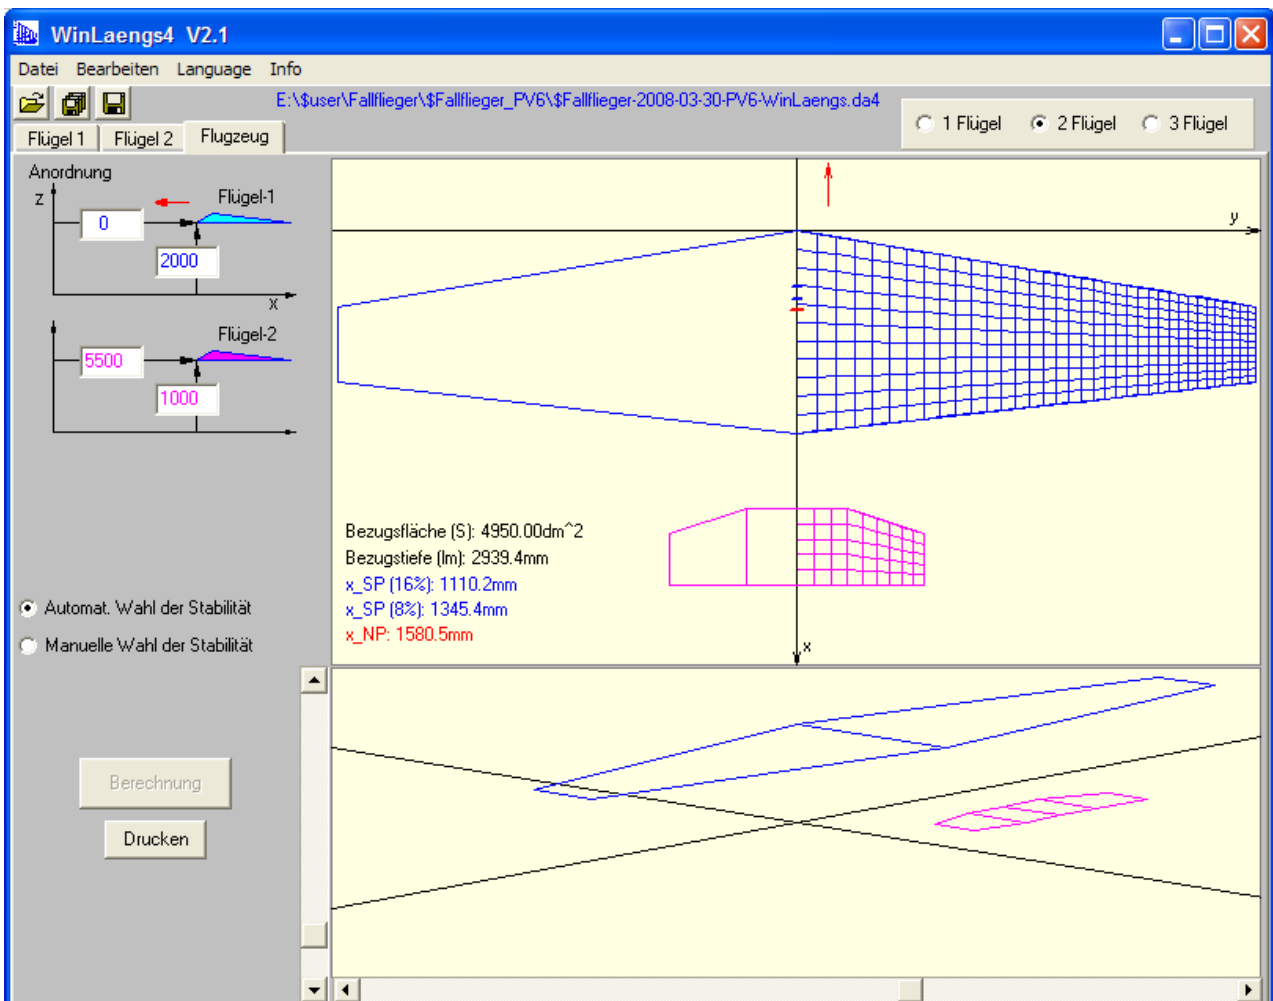 WinLaengs4 V2.1
Datei Bearbeiten Language Info
E:\$user\Fallflieger\$Fallflieger_PV6\$Fallflieger-2008-03-30-PV6-WinLaengs.da4
1 Flügel 2 Flügel 3 Flügel
Flügel 1 Flügel 2 Flugzeug
Anordnung
z
Flügel-1
0
2000
x
Flügel-2
5500
1000
y
Bezugsfläche (S): 4950.00dm^2
Bezugstiefe (lm): 2939.4mm
x_SP (16%): 1110.2mm
x_SP (8%): 1345.4mm
x_NP: 1580.5mm
x
Automat. Wahl der Stabilität
Manuelle Wahl der Stabilität
Berechnung
Drucken